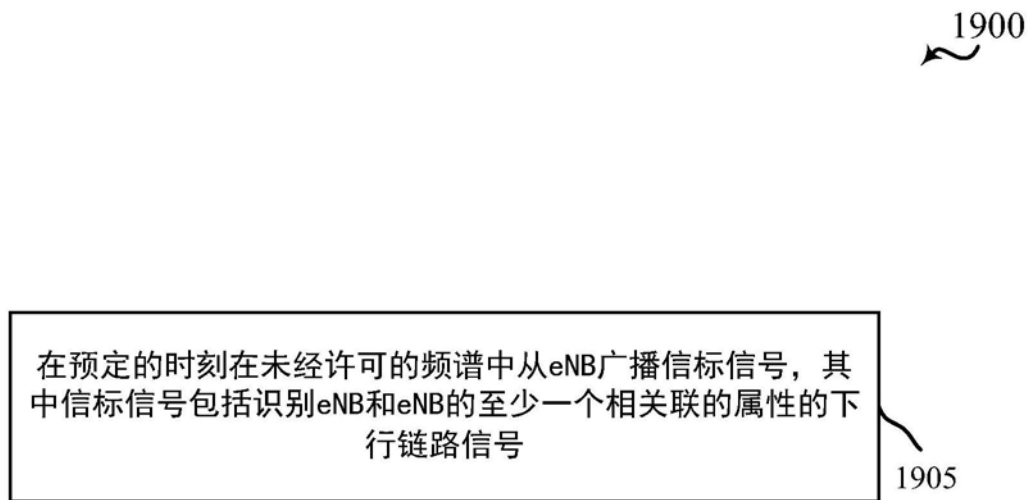 1900
在预定的时刻在未经许可的频谱中从eNB广播信标信号，其
中信标信号包括识别eNB和eNB的至少一个相关联的属性的下
行链路信号
1905